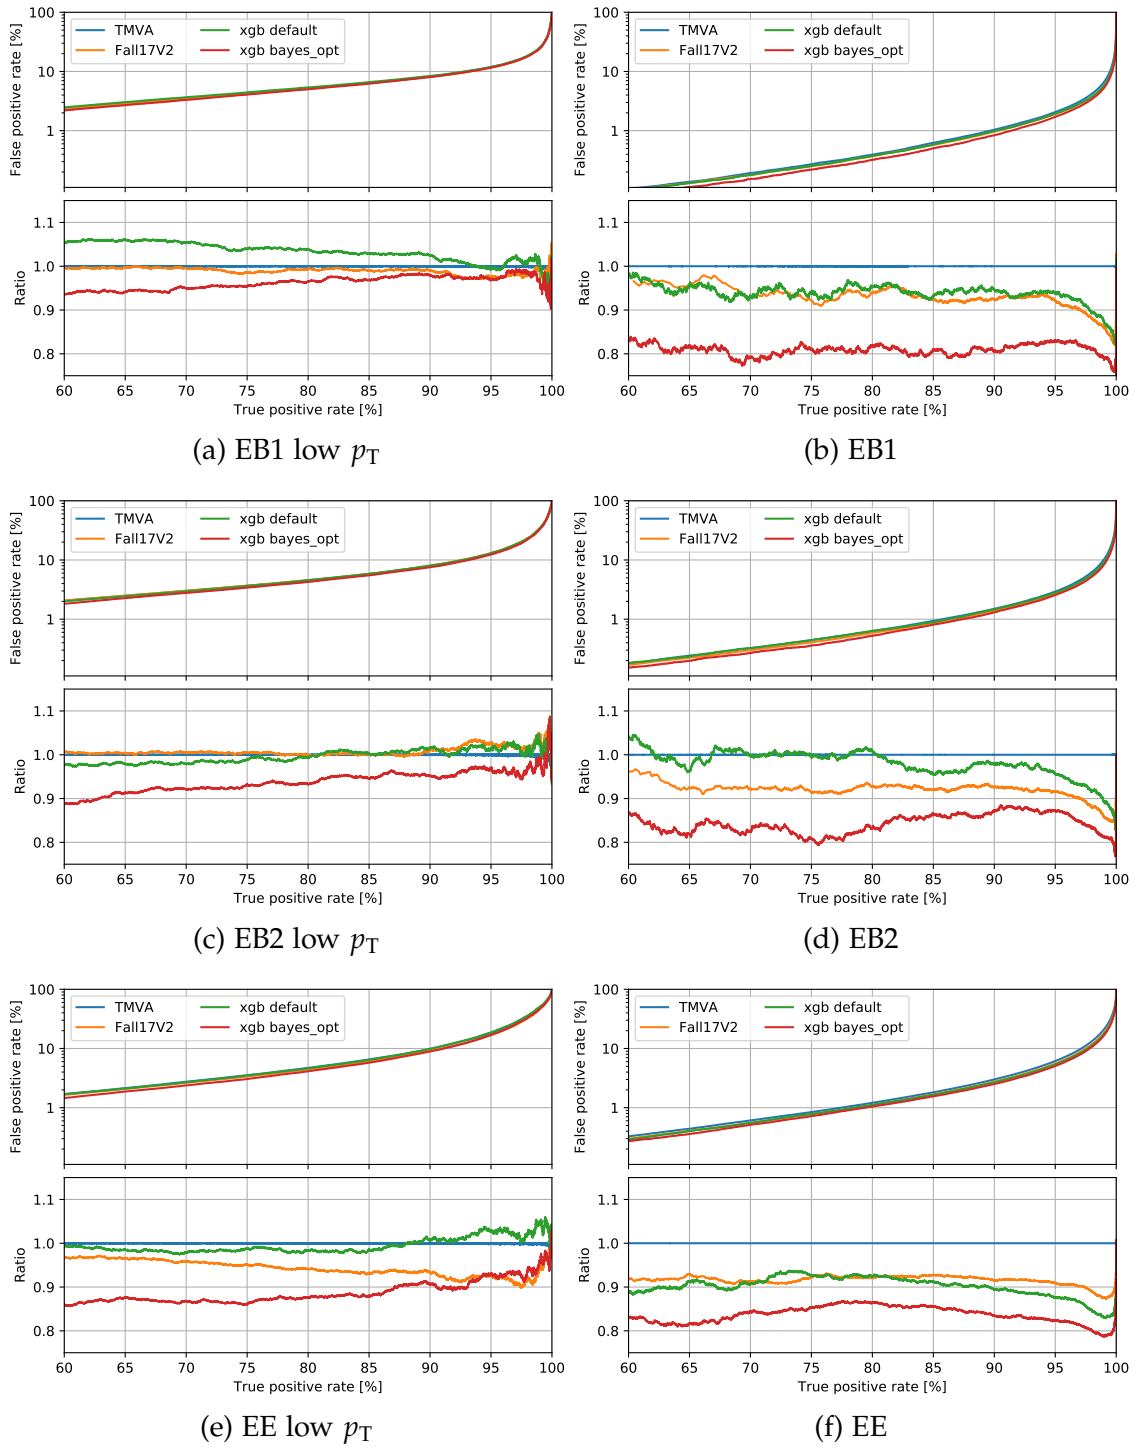 100
10
1
False positive rate [%]
TMVA
Fall17V2
xgb default
xgb bayes_opt
1.1
1.0
0.9
0.8
Ratio
60 65 70 75 80 85 90 95 100
True positive rate [%]
(a) EB1 low pT
100
10
1
False positive rate [%]
TMVA
Fall17V2
xgb default
xgb bayes_opt
1.1
1.0
0.9
0.8
Ratio
60 65 70 75 80 85 90 95 100
True positive rate [%]
(b) EB1
100
10
1
False positive rate [%]
TMVA
Fall17V2
xgb default
xgb bayes_opt
1.1
1.0
0.9
0.8
Ratio
60 65 70 75 80 85 90 95 100
True positive rate [%]
(c) EB2 low pT
100
10
1
False positive rate [%]
TMVA
Fall17V2
xgb default
xgb bayes_opt
1.1
1.0
0.9
0.8
Ratio
60 65 70 75 80 85 90 95 100
True positive rate [%]
(d) EB2
100
10
1
False positive rate [%]
TMVA
Fall17V2
xgb default
xgb bayes_opt
1.1
1.0
0.9
0.8
Ratio
60 65 70 75 80 85 90 95 100
True positive rate [%]
(e) EE low pT
100
10
1
False positive rate [%]
TMVA
Fall17V2
xgb default
xgb bayes_opt
1.1
1.0
0.9
0.8
Ratio
60 65 70 75 80 85 90 95 100
True positive rate [%]
(f) EE